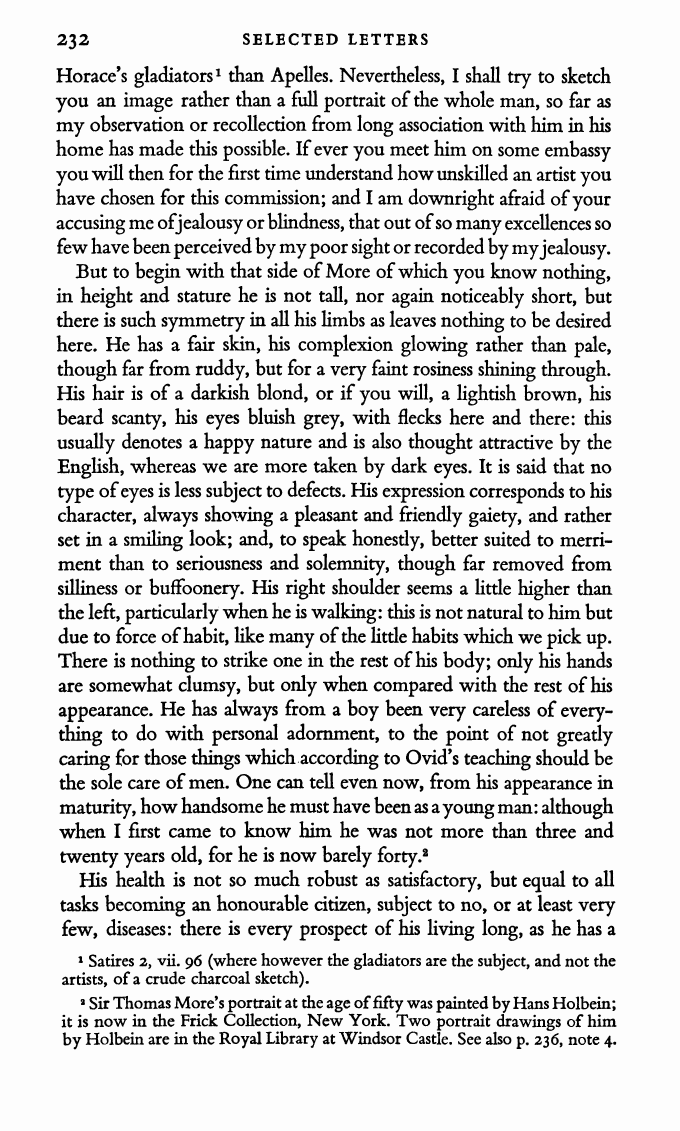 232 SELECTED LETTERS
Horace's gladiators¹ than Apelles. Nevertheless, I shall try to sketch
you an image rather than a full portrait of the whole man, so far as
my observation or recollection from long association with him in his
home has made this possible. If ever you meet him on some embassy
you will then for the first time understand how unskilled an artist you
have chosen for this commission; and I am downright afraid of your
accusing me of jealousy or blindness, that out of so many excellences so
few have been perceived by my poor sight or recorded by my jealousy.
But to begin with that side of More of which you know nothing,
in height and stature he is not tall, nor again noticeably short, but
there is such symmetry in all his limbs as leaves nothing to be desired
here. He has a fair skin, his complexion glowing rather than pale,
though far from ruddy, but for a very faint rosiness shining through.
His hair is of a darkish blond, or if you will, a lightish brown, his
beard scanty, his eyes bluish grey, with flecks here and there: this
usually denotes a happy nature and is also thought attractive by the
English, whereas we are more taken by dark eyes. It is said that no
type of eyes is less subject to defects. His expression corresponds to his
character, always showing a pleasant and friendly gaiety, and rather
set in a smiling look; and, to speak honestly, better suited to merri-
ment than to seriousness and solemnity, though far removed from
silliness or buffoonery. His right shoulder seems a little higher than
the left, particularly when he is walking: this is not natural to him but
due to force of habit, like many of the little habits which we pick up.
There is nothing to strike one in the rest of his body; only his hands
are somewhat clumsy, but only when compared with the rest of his
appearance. He has always from a boy been very careless of every-
thing to do with personal adornment, to the point of not greatly
caring for those things which according to Ovid's teaching should be
the sole care of men. One can tell even now, from his appearance in
maturity, how handsome he must have been as a young man: although
when I first came to know him he was not more than three and
twenty years old, for he is now barely forty.²
His health is not so much robust as satisfactory, but equal to all
tasks becoming an honourable citizen, subject to no, or at least very
few, diseases: there is every prospect of his living long, as he has a
¹ Satires 2, vii. 96 (where however the gladiators are the subject, and not the
artists, of a crude charcoal sketch).
² Sir Thomas More's portrait at the age of fifty was painted by Hans Holbein;
it is now in the Frick Collection, New York. Two portrait drawings of him
by Holbein are in the Royal Library at Windsor Castle. See also p. 236, note 4.